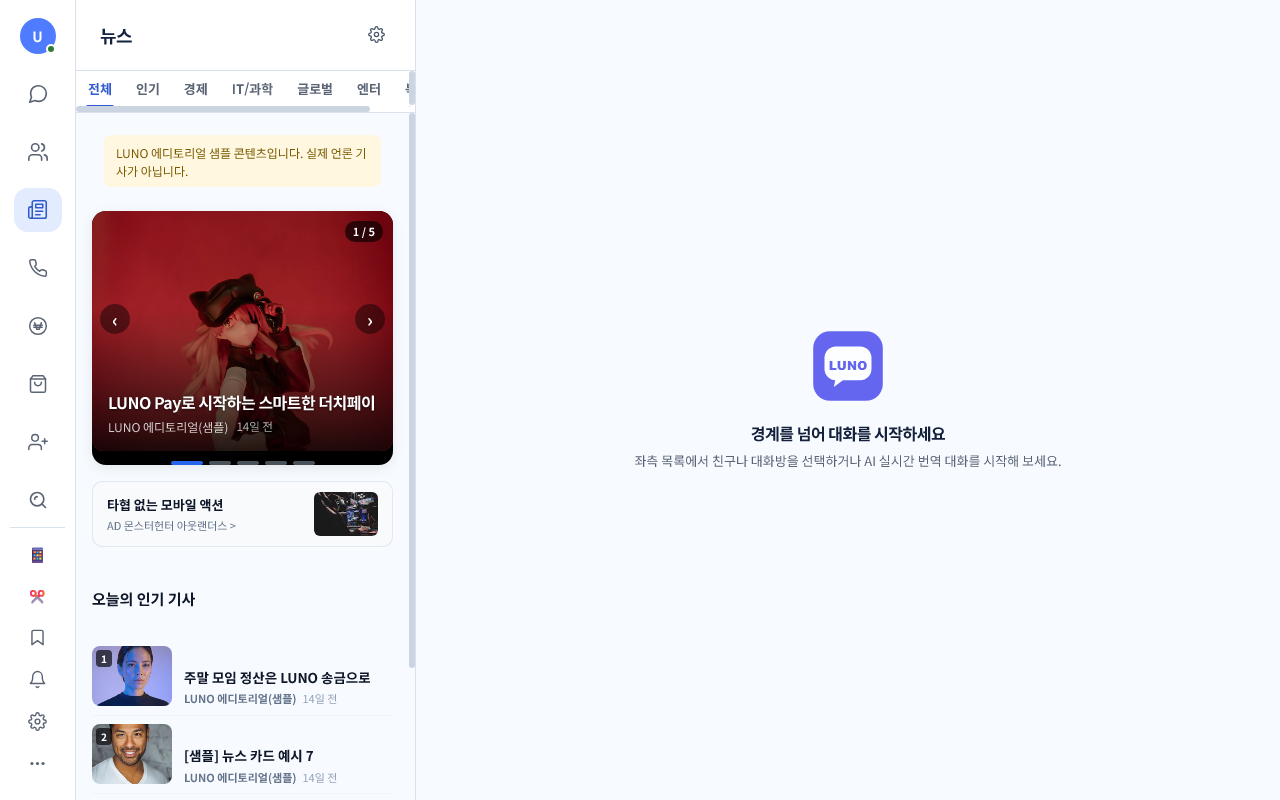 U
뉴스
전체 인기 경제 IT/과학 글로벌 엔터
LUNO 에디토리얼 샘플 콘텐츠입니다. 실제 언론 기
사가 아닙니다.
1 / 5
‹ ›
LUNO Pay로 시작하는 스마트한 더치페이
LUNO 에디토리얼(샘플) 14일 전
타협 없는 모바일 액션
AD 몬스터헌터 아웃랜더스 >
오늘의 인기 기사
1
주말 모임 정산은 LUNO 송금으로
LUNO 에디토리얼(샘플) 14일 전
2
[샘플] 뉴스 카드 예시 7
LUNO 에디토리얼(샘플) 14일 전
LUNO
경계를 넘어 대화를 시작하세요
좌측 목록에서 친구나 대화방을 선택하거나 AI 실시간 번역 대화를 시작해 보세요.